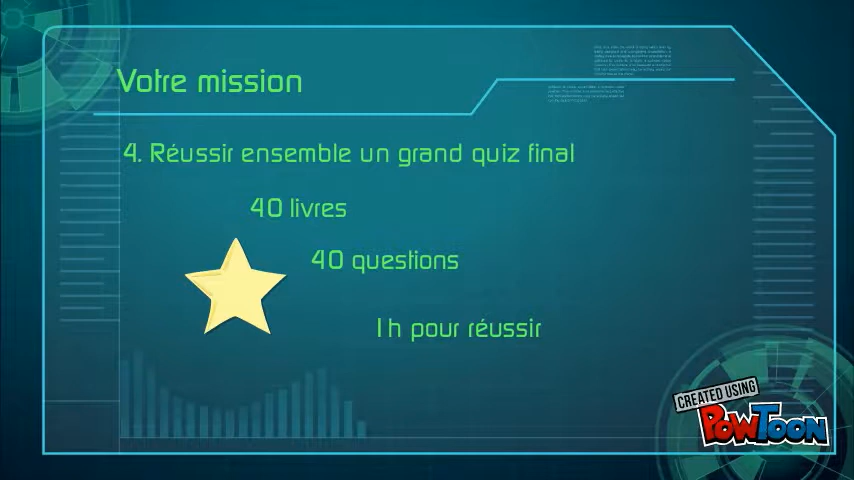 Votre mission
4. Réussir ensemble un grand quiz final
40 livres
40 questions
1h pour réussir
CREATED USING
POWTOON